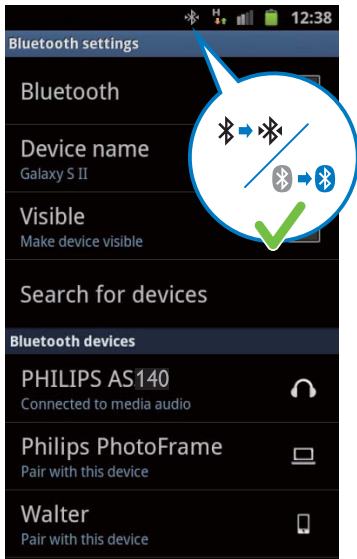 H 12:38
Bluetooth settings
Bluetooth
Device name
Galaxy S II
Visible
Make device visible
Search for devices
Bluetooth devices
PHILIPS AS140
Connected to media audio
Philips PhotoFrame
Pair with this device
Walter
Pair with this device